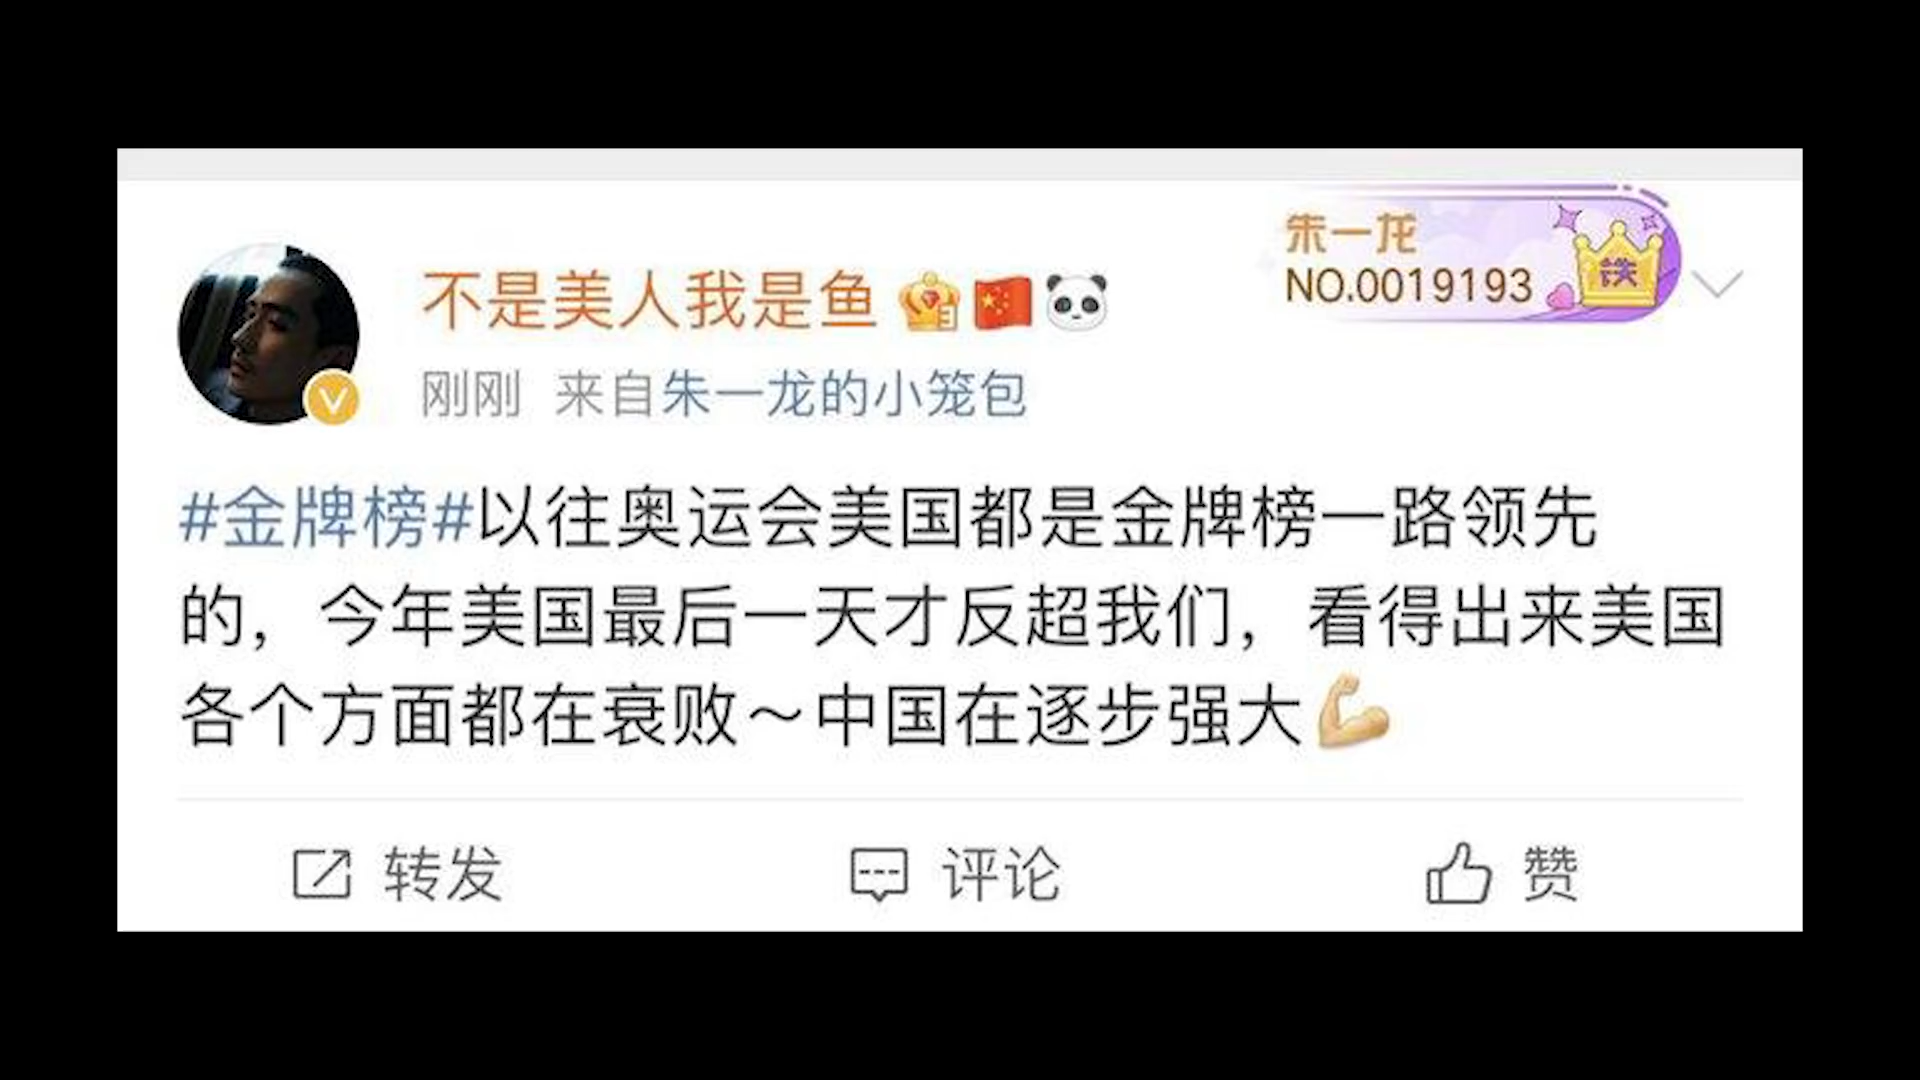 朱一龙
NO.0019193
铁
不是美人我是鱼
刚刚 来自朱一龙的小笼包
#金牌榜#以往奥运会美国都是金牌榜一路领先
的，今年美国最后一天才反超我们，看得出来美国
各个方面都在衰败～中国在逐步强大💪🏼
转发
评论
赞